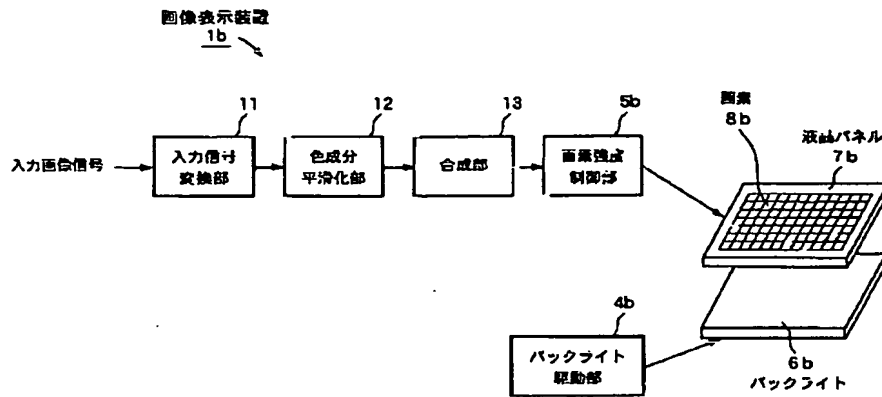 画像表示装置
1b
11
12
13
5b
画素
8b
液晶パネル
7b
入力画像信号
入力信号
変換部
色成分
平滑化部
合成部
画素
制御部
4b
バックライト
駆動部
6b
バックライト